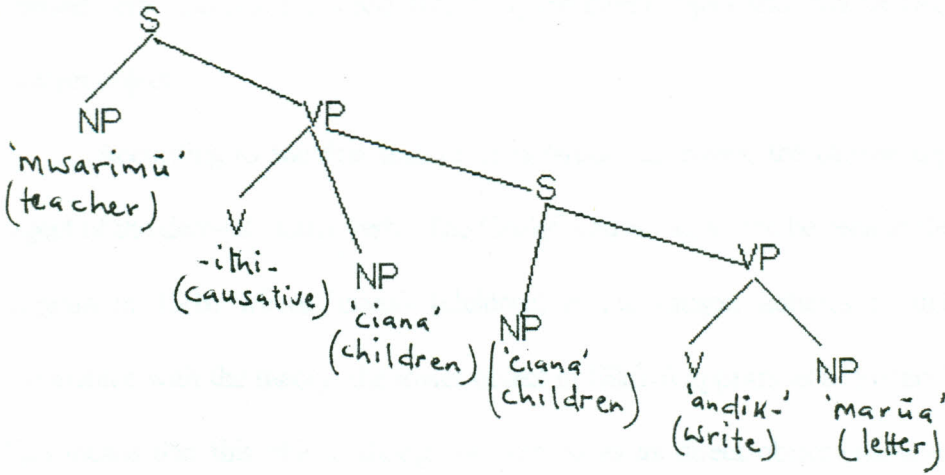 S
NP VP
'mwarimũ'
(teacher)
V NP S
-ithi-
(causative)
'ciana'
(children)
NP VP
'ciana'
(children)
V NP
'andik-' 'marũa'
(write) (letter)